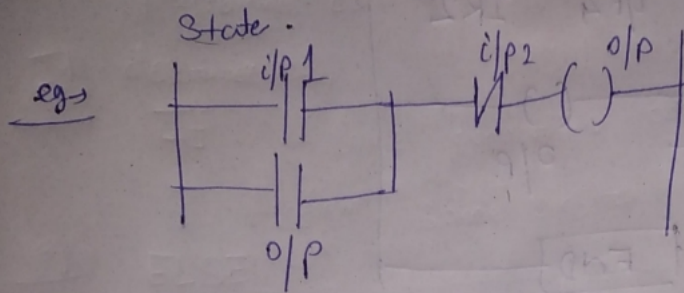 State.
i/p 1
i/p 2
O/P
eg→
O/P